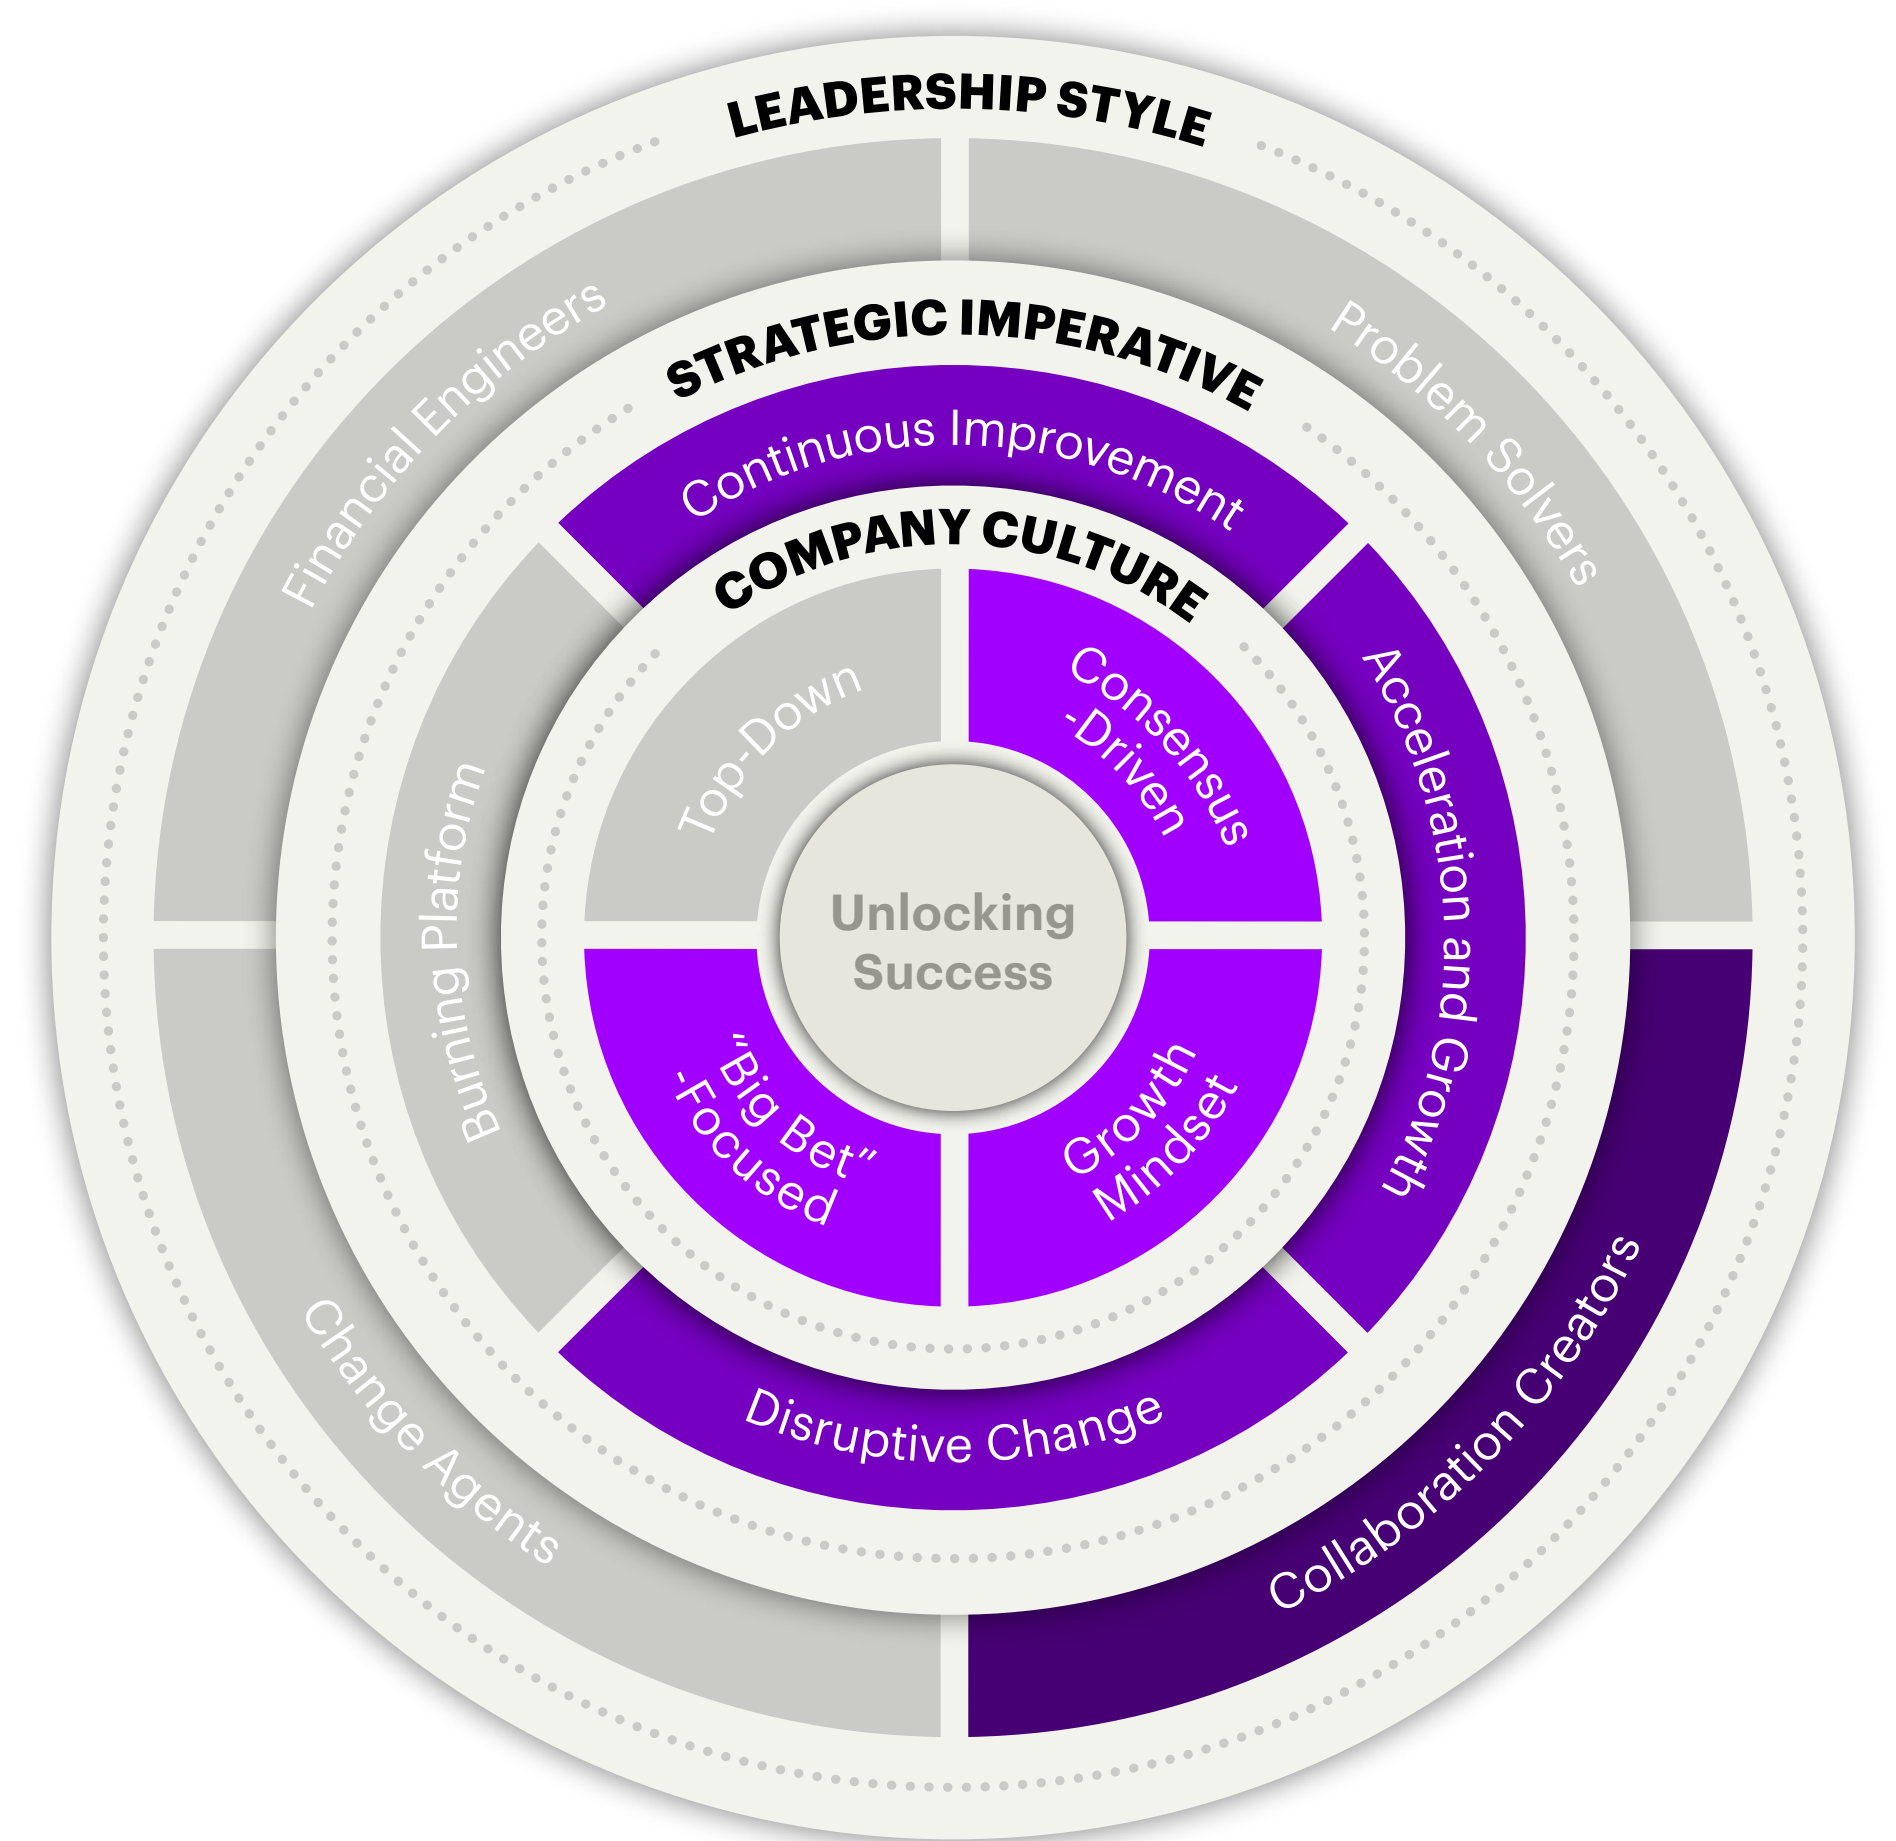 LEADERSHIP STYLE
Financial Engineers
Problem Solvers
Change Agents
Collaboration Creators
STRATEGIC IMPERATIVE
Continuous Improvement
Burning Platform
Acceleration and Growth
Disruptive Change
COMPANY CULTURE
Top-Down
Consensus
-Driven
“Big Bet”
-Focused
Growth
Mindset
Unlocking
Success